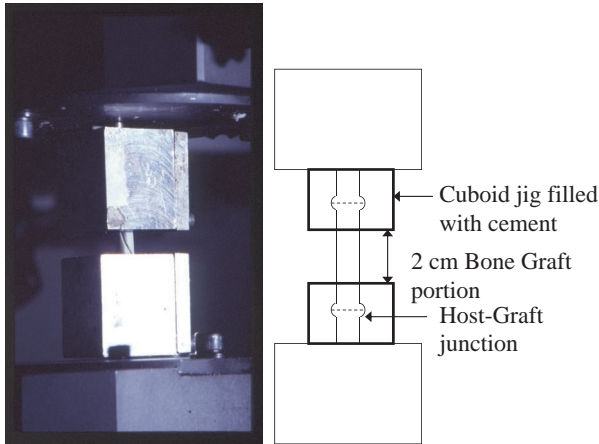 Cuboid jig filled
with cement
2 cm Bone Graft
portion
Host-Graft
junction